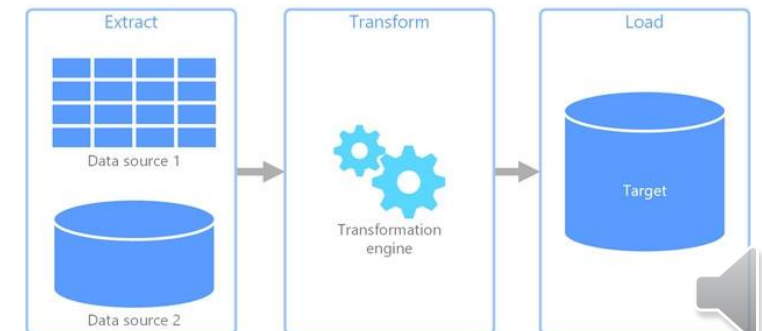 Extract
Transform
Load
Data source 1
Transformation
engine
Target
Data source 2